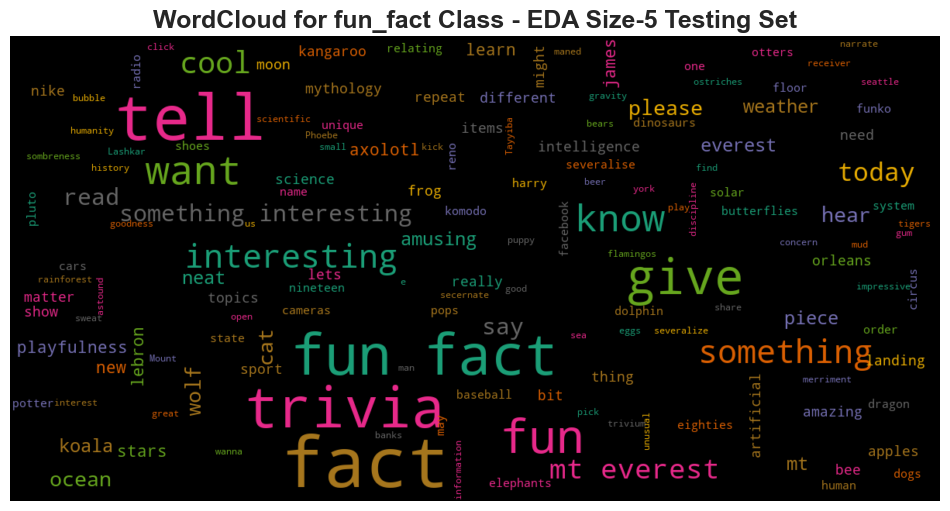 WordCloud for fun_fact Class - EDA Size-5 Testing Set
click radio cool moon kangaroo relating learn might maned james one otters narrate receiver
nike bubble tell mythology repeat different gravity ostriches floor seattle
humanity scientific Phoebe unique items please dinosaurs weather funko
sombreness Lashkar shoes small kick axolotl reno Tayyiba intelligence bears everest need
history want science name frog harry several­ise beer find solar today
pluto read something interesting us komodo facebook know york play discipline butterflies hear system tigers gum
goodness interesting amusing puppy flamingos concern mud orleans
cars rainforest neat lets nineteen e really secernate good give circus impressive
matter show astound topics cameras pops dolphin share piece order
sweat open state say sea eggs severalize
playfulness Mount lebron cat fun fact man something landing
new wolf sport baseball bit thing merriment
potter interest great trivia may pick artificial amazing dragon
koala stars wanna banks fun trivium unusual eighties apples
ocean fact information elephants mt everest mt human bee dogs